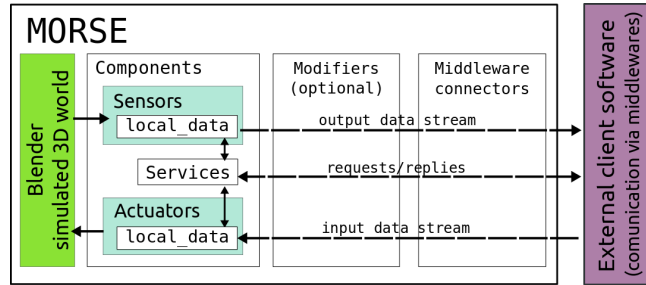 MORSE
Blender
simulated 3D world
Components
Sensors
local_data
Services
Actuators
local_data
Modifiers
(optional)
Middleware
connectors
output data stream
requests/replies
input data stream
External client software
(comunication via middlewares)